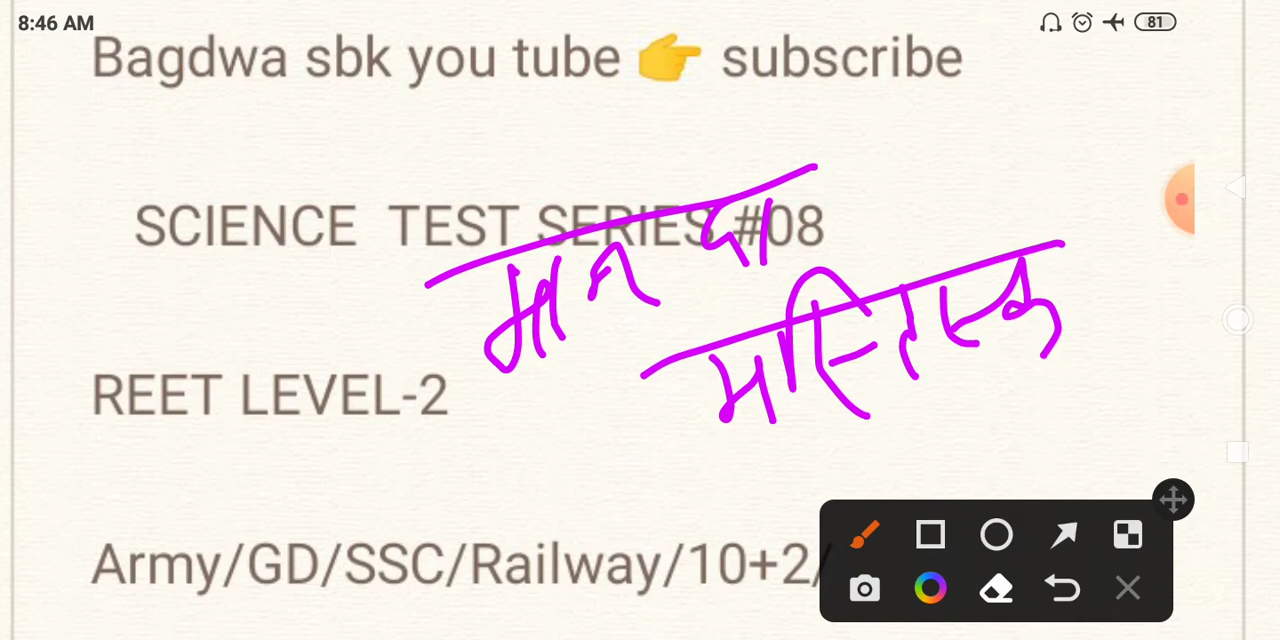 8:46 AM
81
Bagdwa sbk you tube 👉 subscribe
SCIENCE TEST SERIES #08
REET LEVEL-2
मस्तिष्क
Army/GD/SSC/Railway/10+2/